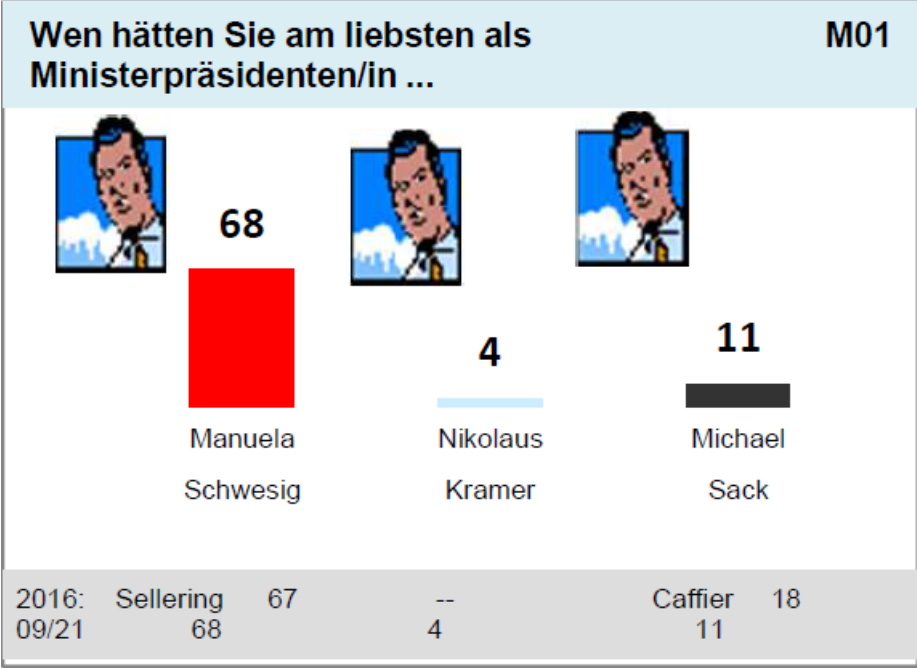 Wen hätten Sie am liebsten als M01
Ministerpräsidenten/in ...
68
4
11
Manuela Nikolaus Michael
Schwesig Kramer Sack
2016: Sellering 67 -- Caffier 18
09/21 68 4 11